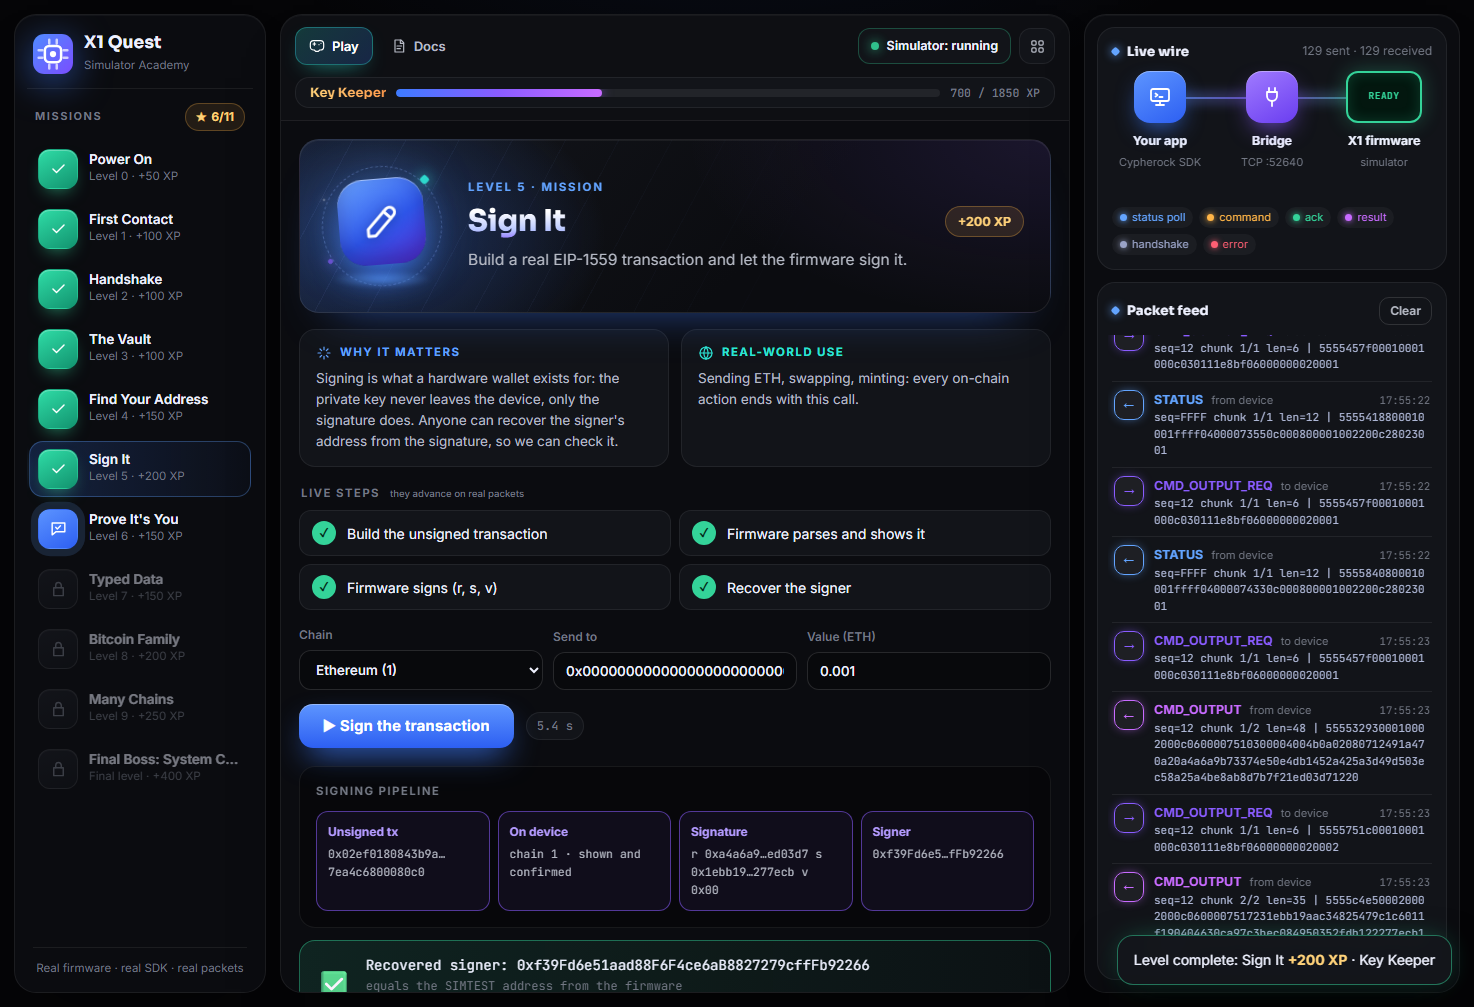 X1 Quest
Simulator Academy
MISSIONS
★ 6/11
Power On
Level 0 · +50 XP
First Contact
Level 1 · +100 XP
Handshake
Level 2 · +100 XP
The Vault
Level 3 · +100 XP
Find Your Address
Level 4 · +150 XP
Sign It
Level 5 · +200 XP
Prove It's You
Level 6 · +150 XP
Typed Data
Level 7 · +150 XP
Bitcoin Family
Level 8 · +200 XP
Many Chains
Level 9 · +250 XP
Final Boss: System C...
Final level · +400 XP
Real firmware · real SDK · real packets
Play
Docs
Simulator: running
Key Keeper
700 / 1850 XP
LEVEL 5 · MISSION
Sign It
Build a real EIP-1559 transaction and let the firmware sign it.
+200 XP
WHY IT MATTERS
Signing is what a hardware wallet exists for: the
private key never leaves the device, only the
signature does. Anyone can recover the signer's
address from the signature, so we can check it.
REAL-WORLD USE
Sending ETH, swapping, minting: every on-chain
action ends with this call.
LIVE STEPS they advance on real packets
Build the unsigned transaction
Firmware parses and shows it
Firmware signs (r, s, v)
Recover the signer
Chain
Send to
Value (ETH)
Ethereum (1)
0.001
▶ Sign the transaction
5.4 s
SIGNING PIPELINE
Unsigned tx
0x02ef0180843b9a…
7ea4c6800080c0
On device
chain 1 · shown and
confirmed
Signature
r 0xa4a6a9…ed03d7 s
0x1ebb19…277ecb v
0x00
Signer
0xf39Fd6e5…fFb92266
Recovered signer: 0xf39Fd6e51aad88F6F4ce6aB8827279cffFb92266
equals the SIMTEST address from the firmware
Live wire
129 sent · 129 received
READY
Your app
Cypherock SDK
Bridge
TCP :52640
X1 firmware
simulator
status poll
command
ack
result
handshake
error
Packet feed
Clear
seq=12 chunk 1/1 len=6 | 5555457f00010001
000c030111e8bf06000000020001
STATUS from device 17:55:22
seq=FFFF chunk 1/1 len=12 | 5555418800010
001ffff04000073550c000800001002200c280230
01
CMD_OUTPUT_REQ to device 17:55:22
seq=12 chunk 1/1 len=6 | 5555457f00010001
000c030111e8bf06000000020001
STATUS from device 17:55:22
seq=FFFF chunk 1/1 len=12 | 5555840800010
001ffff04000074330c000800001002200c280230
01
CMD_OUTPUT_REQ to device 17:55:23
seq=12 chunk 1/1 len=6 | 5555457f00010001
000c030111e8bf06000000020001
CMD_OUTPUT from device 17:55:23
seq=12 chunk 1/2 len=48 | 555532930001000
2000c0600007510300004004b0a02080712491a47
0a20a4a6a9b73374e50e4db1452a425a3d49d503e
c58a25a4be8ab8d7b7f21ed03d71220
CMD_OUTPUT_REQ to device 17:55:23
seq=12 chunk 1/1 len=6 | 5555751c00010001
000c030111e8bf06000000020002
CMD_OUTPUT from device 17:55:23
seq=12 chunk 2/2 len=35 | 5555c4e50002000
2000c0600007517231ebb19aac34825479c1c6011
Level complete: Sign It +200 XP · Key Keeper